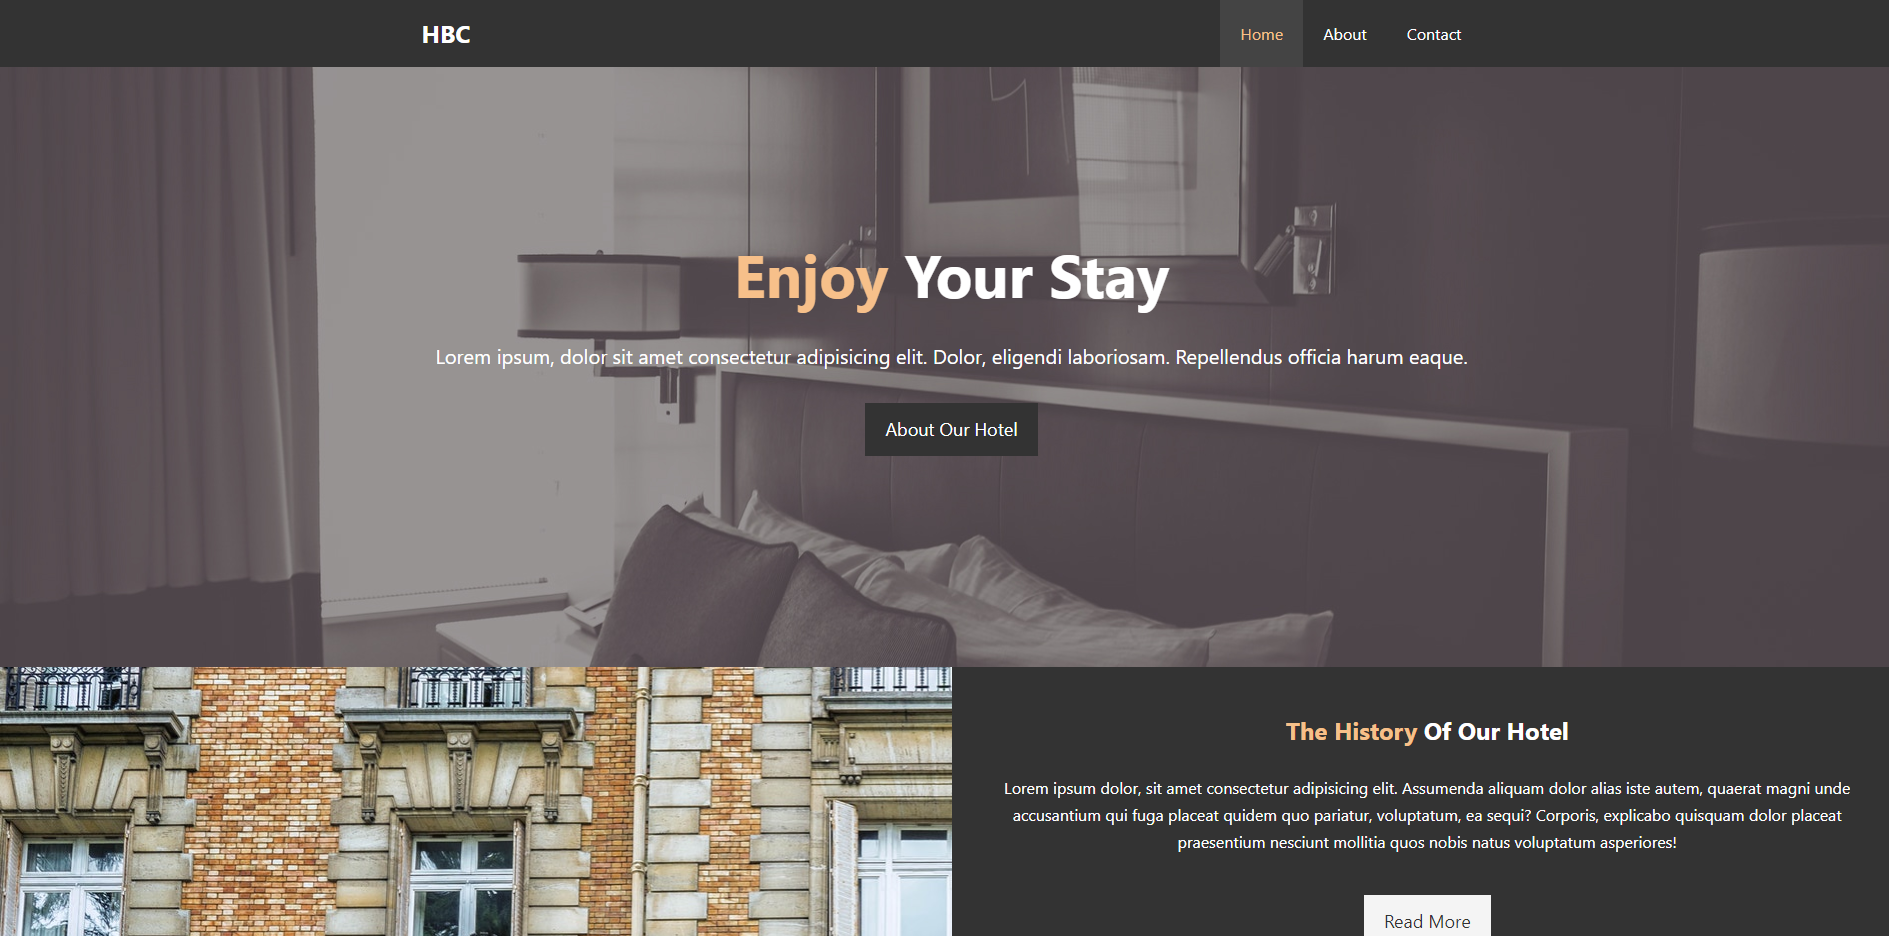 HBC
Home About Contact
Enjoy Your Stay
Lorem ipsum, dolor sit amet consectetur adipisicing elit. Dolor, eligendi laboriosam. Repellendus officia harum eaque.
About Our Hotel
The History Of Our Hotel
Lorem ipsum dolor, sit amet consectetur adipisicing elit. Assumenda aliquam dolor alias iste autem, quaerat magni unde
accusantium qui fuga placeat quidem quo pariatur, voluptatum, ea sequi? Corporis, explicabo quisquam dolor placeat
praesentium nesciunt mollitia quos nobis natus voluptatum asperiores!
Read More